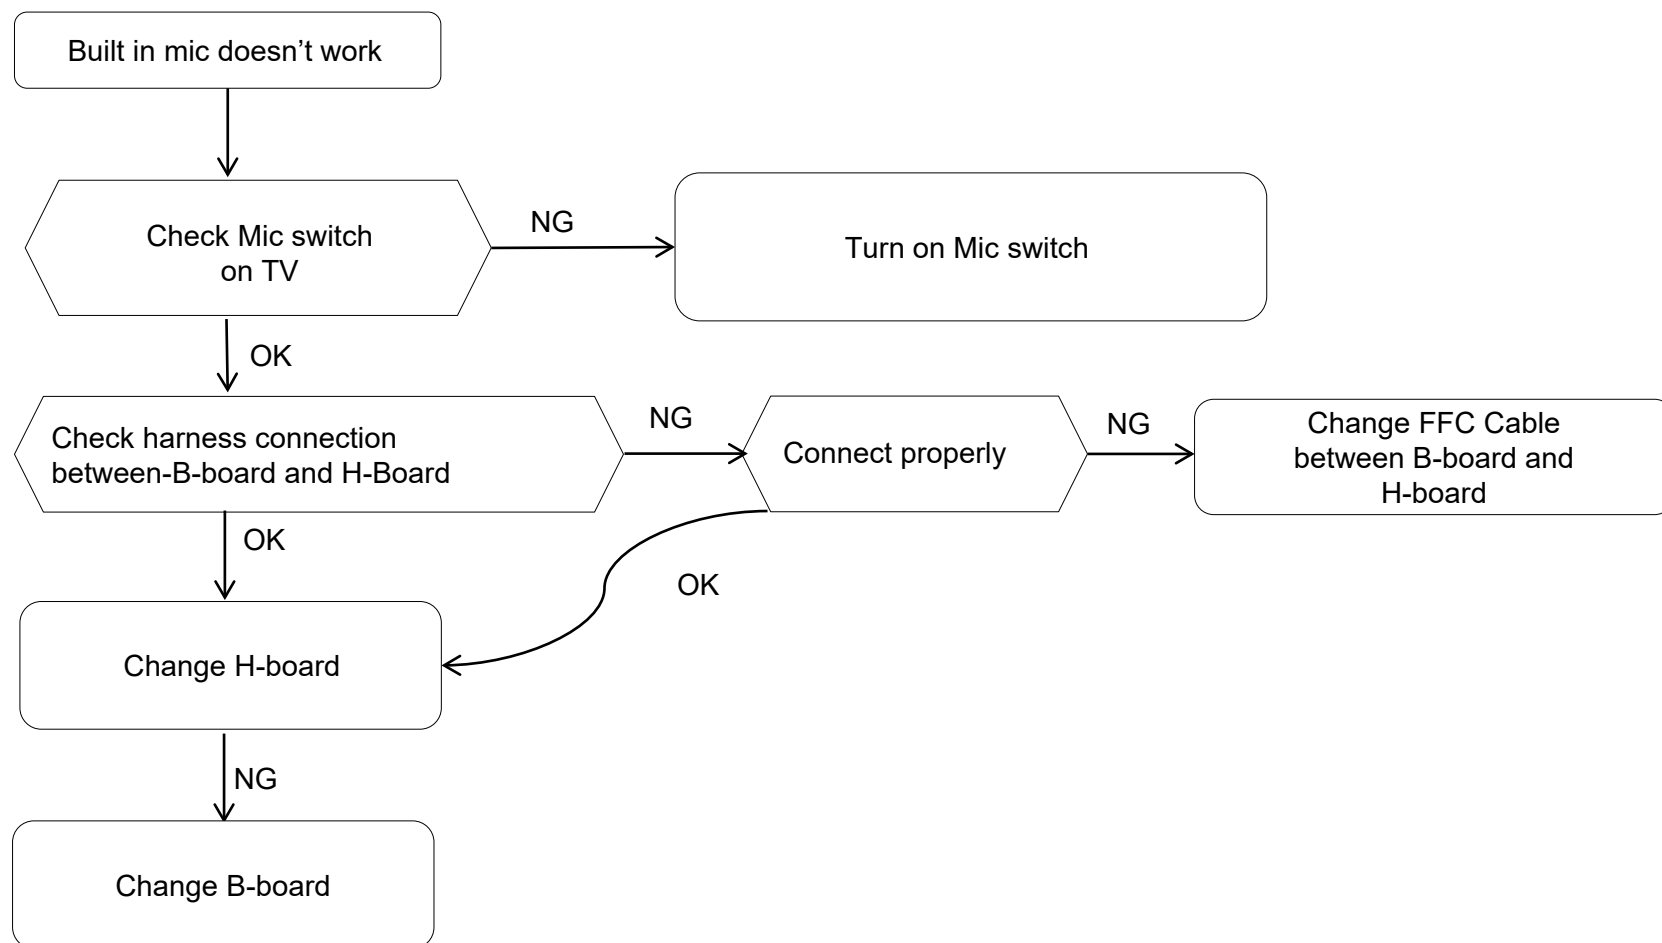 Built in mic doesn’t work
Check Mic switch
on TV
NG
Turn on Mic switch
OK
Check harness connection
between-B-board and H-Board
NG
Connect properly
NG
Change FFC Cable
between B-board and
H-board
OK
OK
Change H-board
NG
Change B-board